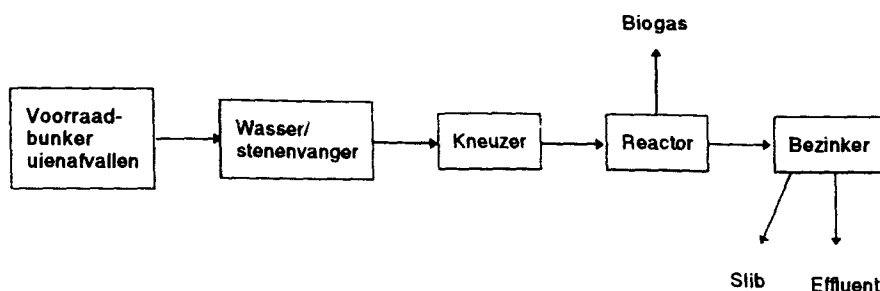 Biogas
Voorraad-
bunker
uienafvallen
Wasser/
stenenvanger
Kneuzer
Reactor
Bezinker
Slib
Effluent